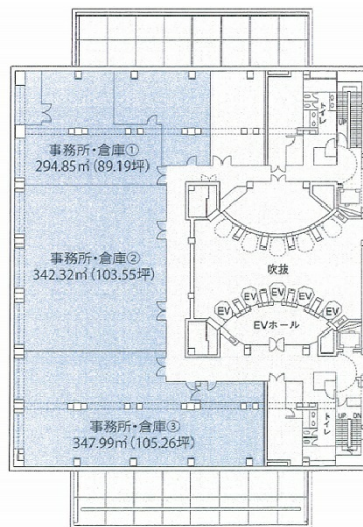 トイレ
UP
事務所・倉庫①
294.85㎡(89.19坪)
事務所・倉庫②
342.32㎡(103.55坪)
吹抜
EV
EV
EV
EV
EV
EVホール
事務所・倉庫③
347.99㎡(105.26坪)
トイレ
UP DN